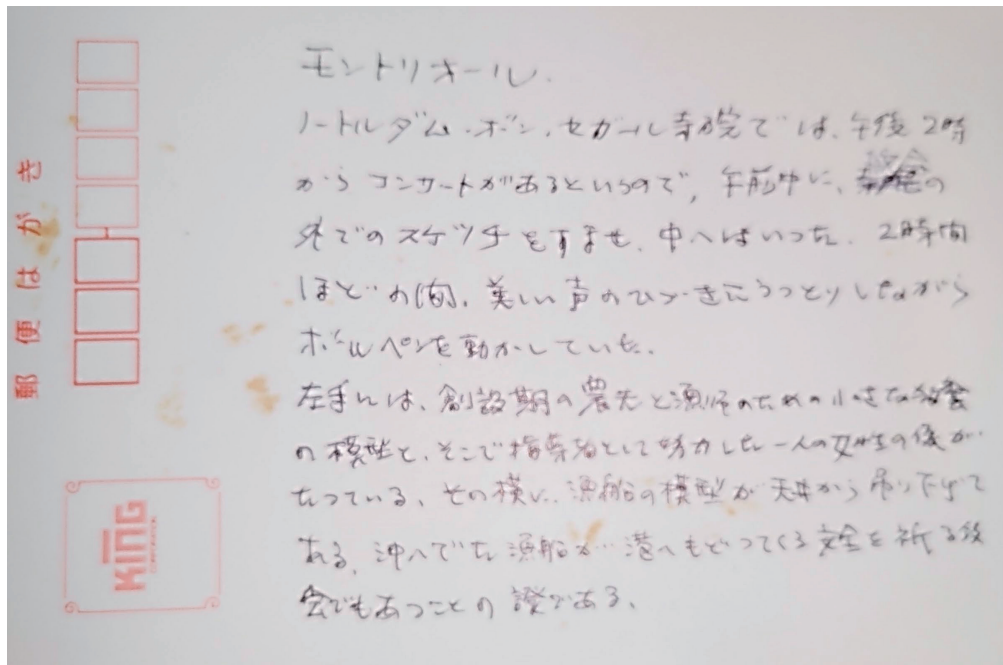 郵便はがき
KING
モントリオール.
ノートルダム・ボン・セガール寺院では、午後2時
からコンサートがあるというので、午前中に、の
外でのスケッチをすませ、中へはいった。2時間
ほどの間、美しい声のひゞきにうっとりしながら
ボールペンを動かしていた。
左手には、創設期の農夫と漁師のための小さな教会
の模型と、そこで指導者として努力した一人の女性の像が
たっている、その横に、漁船の模型が天井から吊り下げて
ある、沖へでた漁船が港へもどってくる安全を祈る教
会でもあつことの證である、